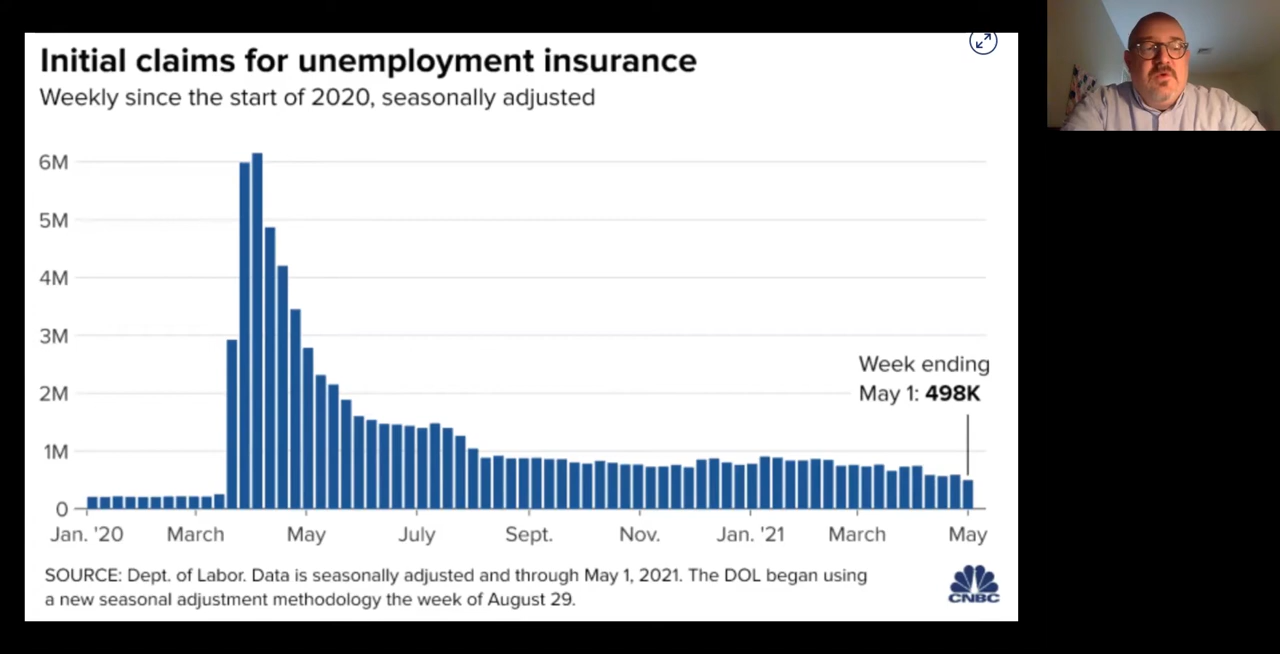 Initial claims for unemployment insurance
Weekly since the start of 2020, seasonally adjusted
6M
5M
4M
3M
2M
1M
0
Week ending
May 1: 498K
Jan. '20 March May July Sept. Nov. Jan. '21 March May
SOURCE: Dept. of Labor. Data is seasonally adjusted and through May 1, 2021. The DOL began using
a new seasonal adjustment methodology the week of August 29.
CNBC